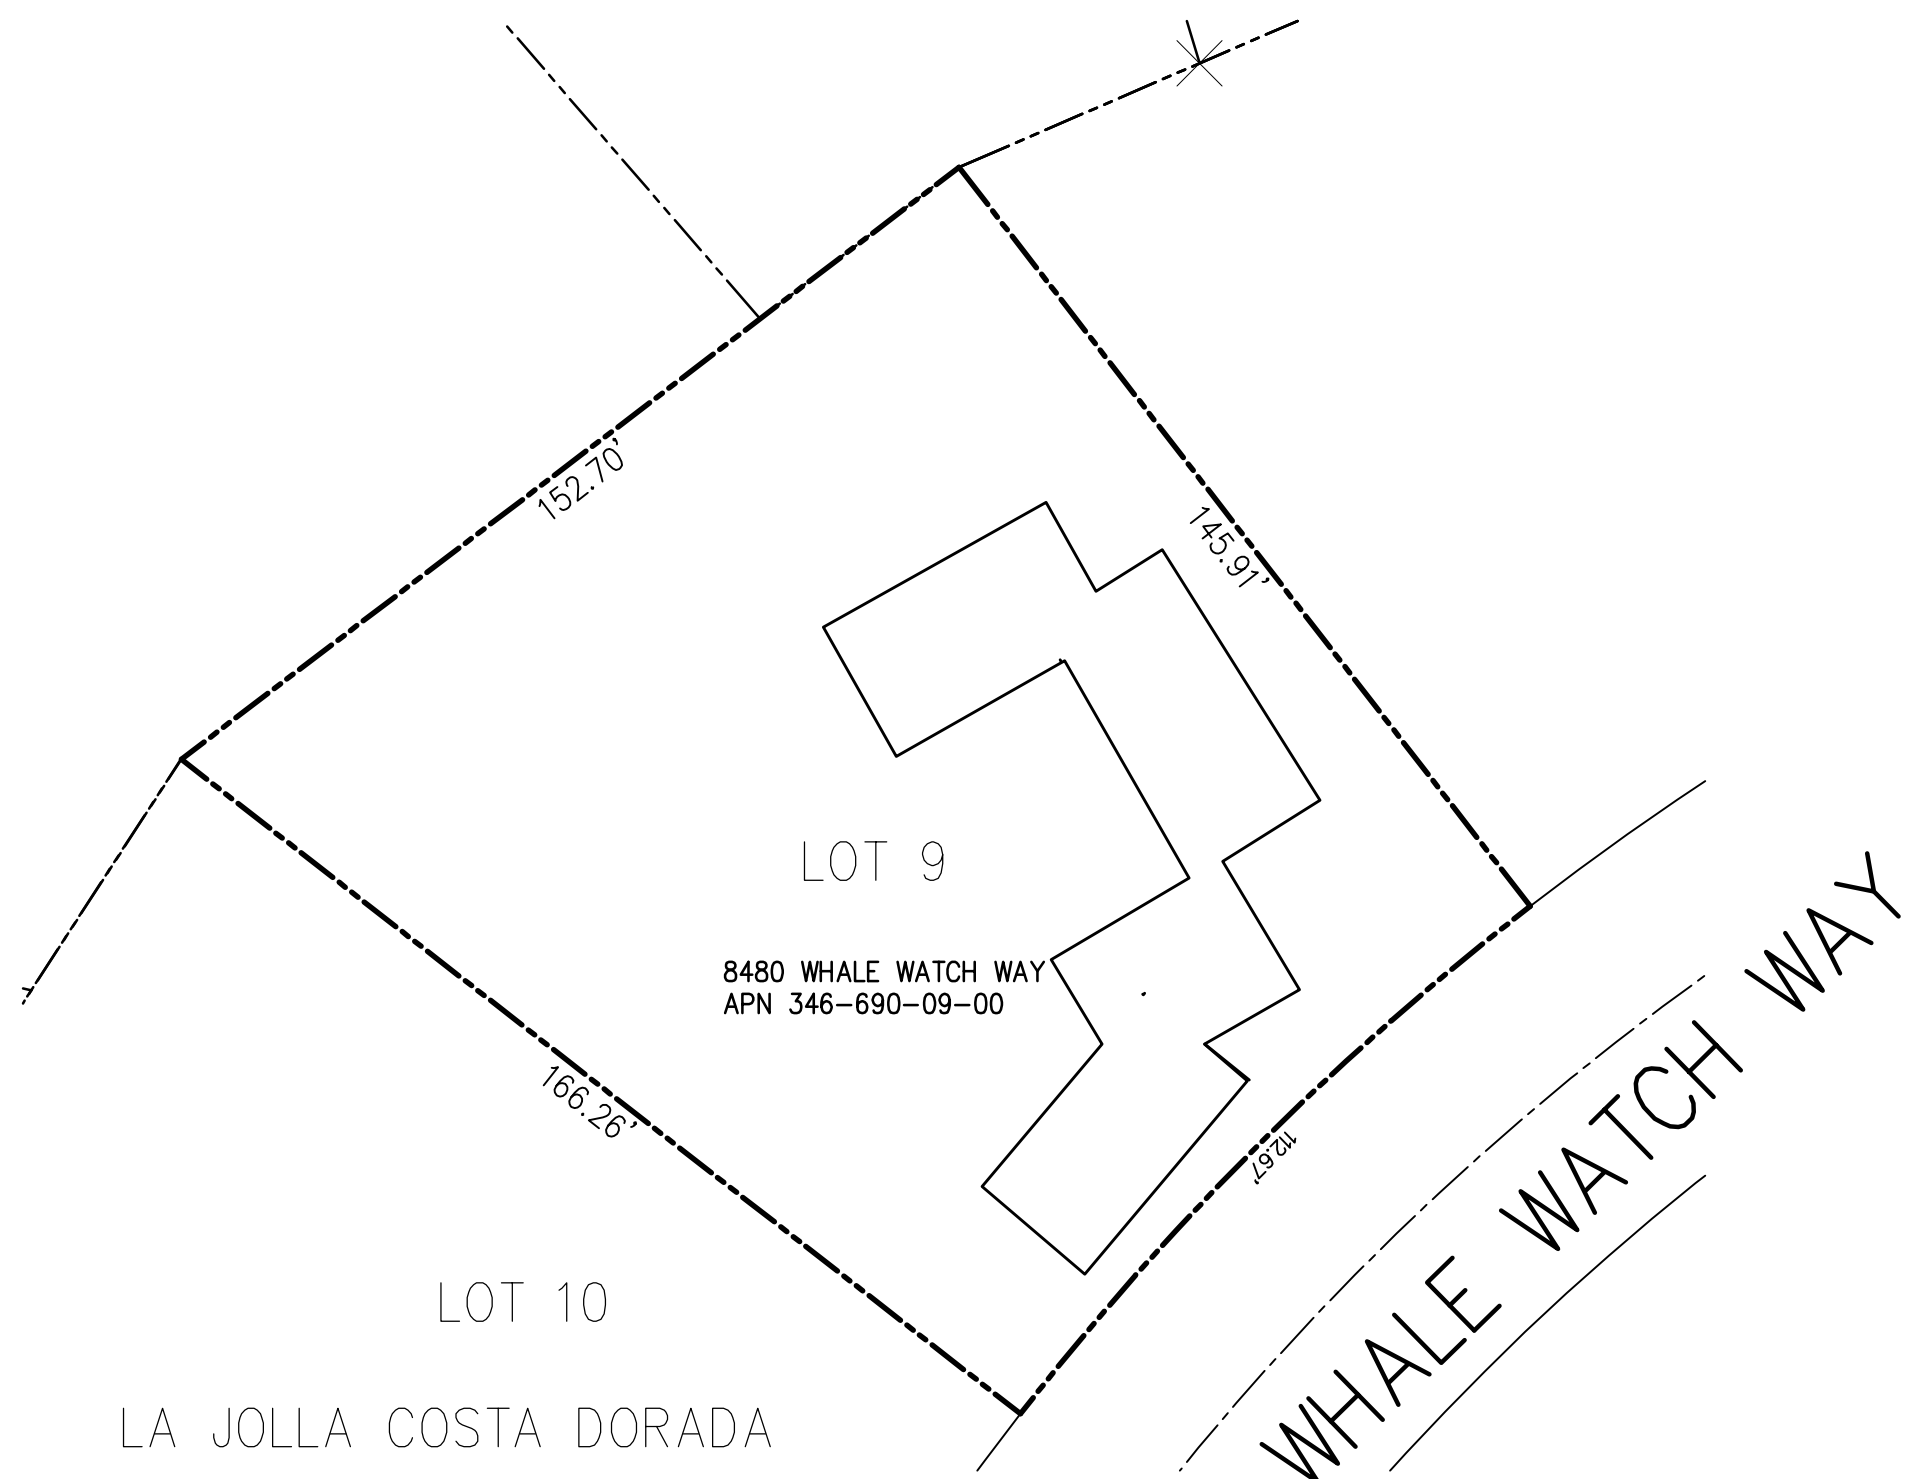 152.70'
145.91'
LOT 9
8480 WHALE WATCH WAY
APN 346-690-09-00
166.26'
112.67'
WHALE WATCH WAY
LOT 10
LA JOLLA COSTA DORADA